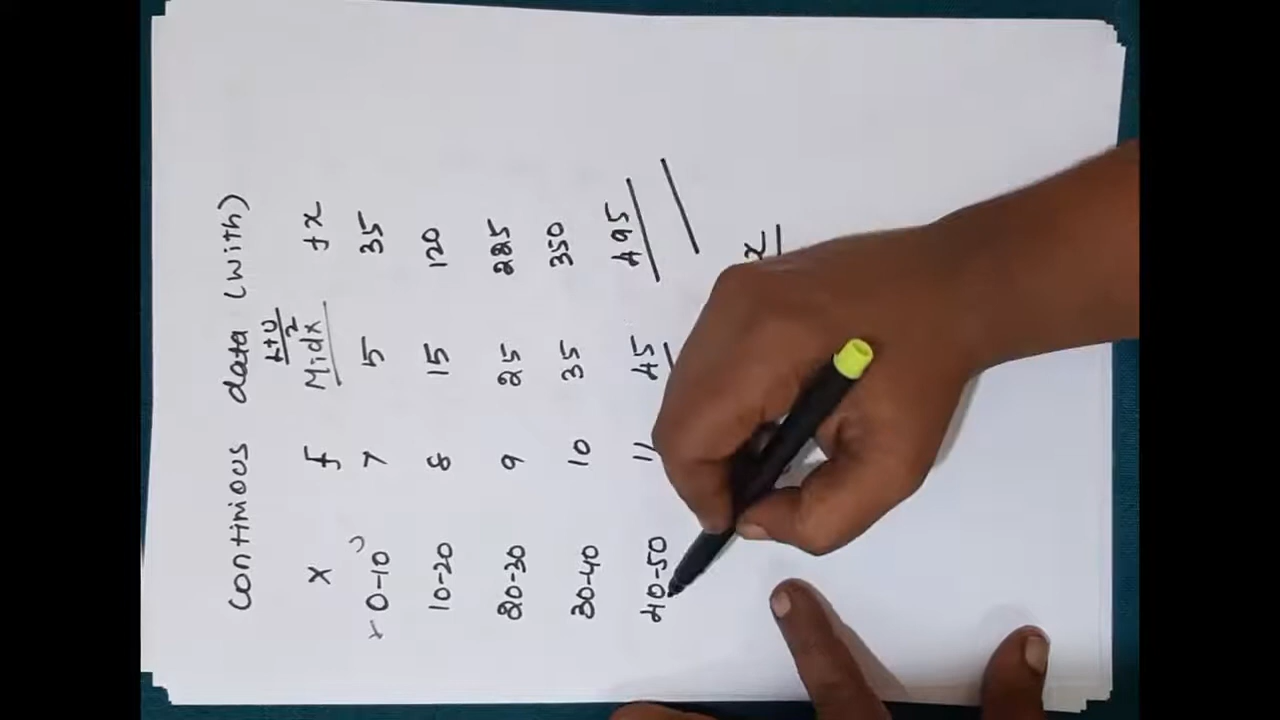 continious data (with)
L+U
2
x f Midx fx
0-10 7 5 35
10-20 8 15 120
20-30 9 25 225
30-40 10 35 350
40-50 11 45 495
x